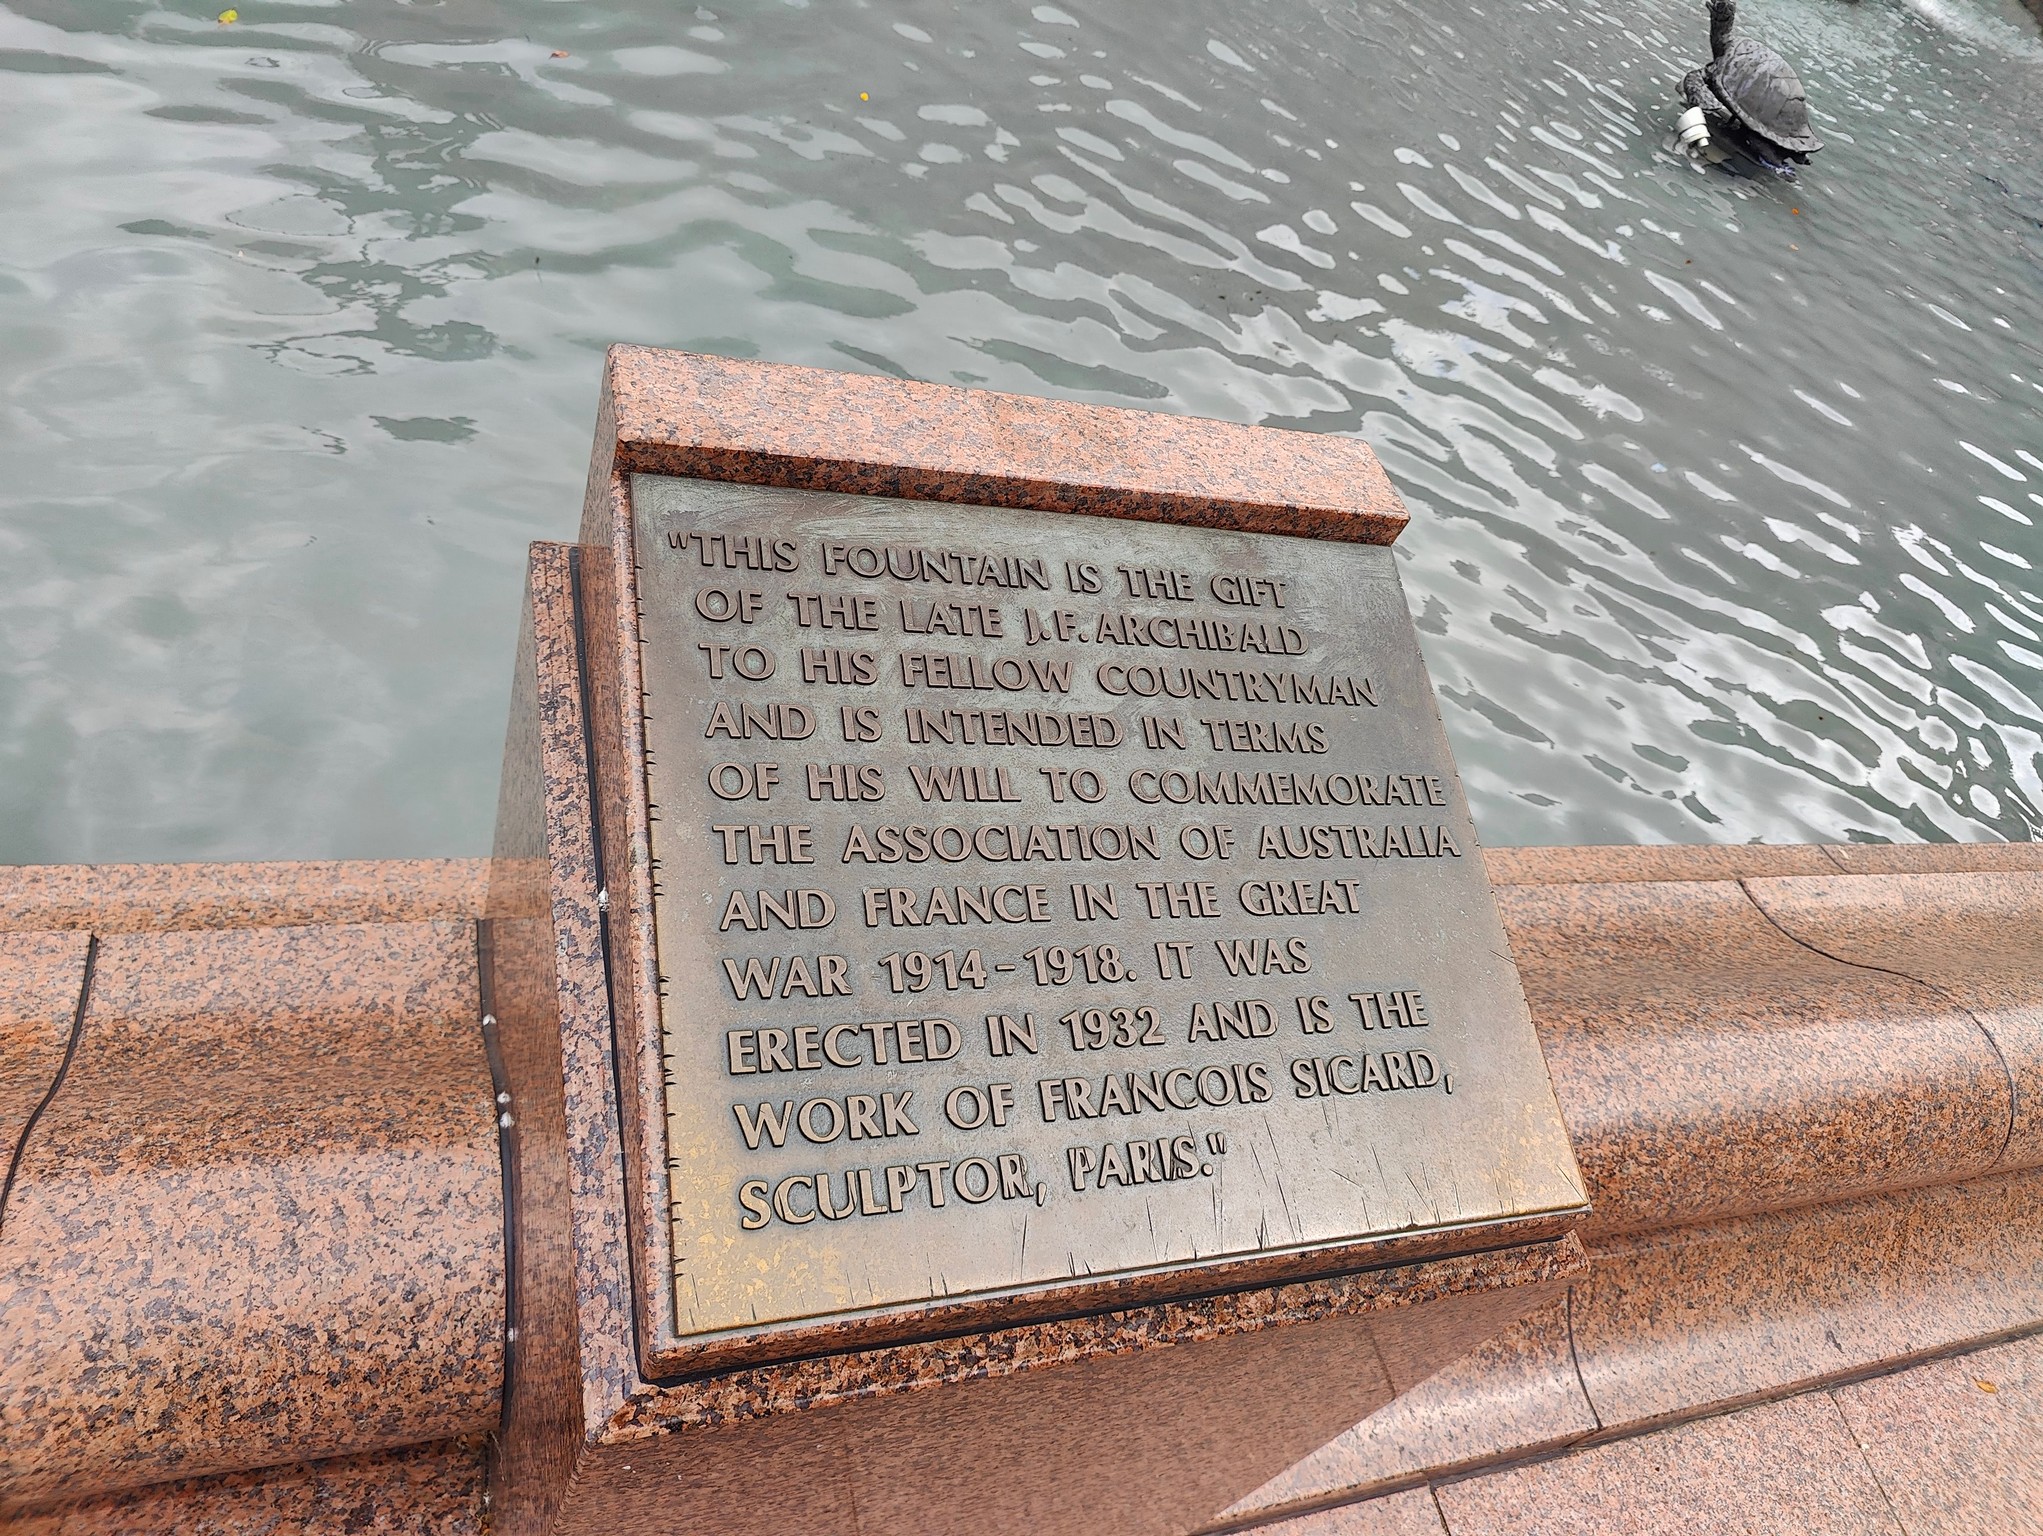 "THIS FOUNTAIN IS THE GIFT
OF THE LATE J.F. ARCHIBALD
TO HIS FELLOW COUNTRYMAN
AND IS INTENDED IN TERMS
OF HIS WILL TO COMMEMORATE
THE ASSOCIATION OF AUSTRALIA
AND FRANCE IN THE GREAT
WAR 1914-1918. IT WAS
ERECTED IN 1932 AND IS THE
WORK OF FRANCOIS SICARD,
SCULPTOR, PARIS."